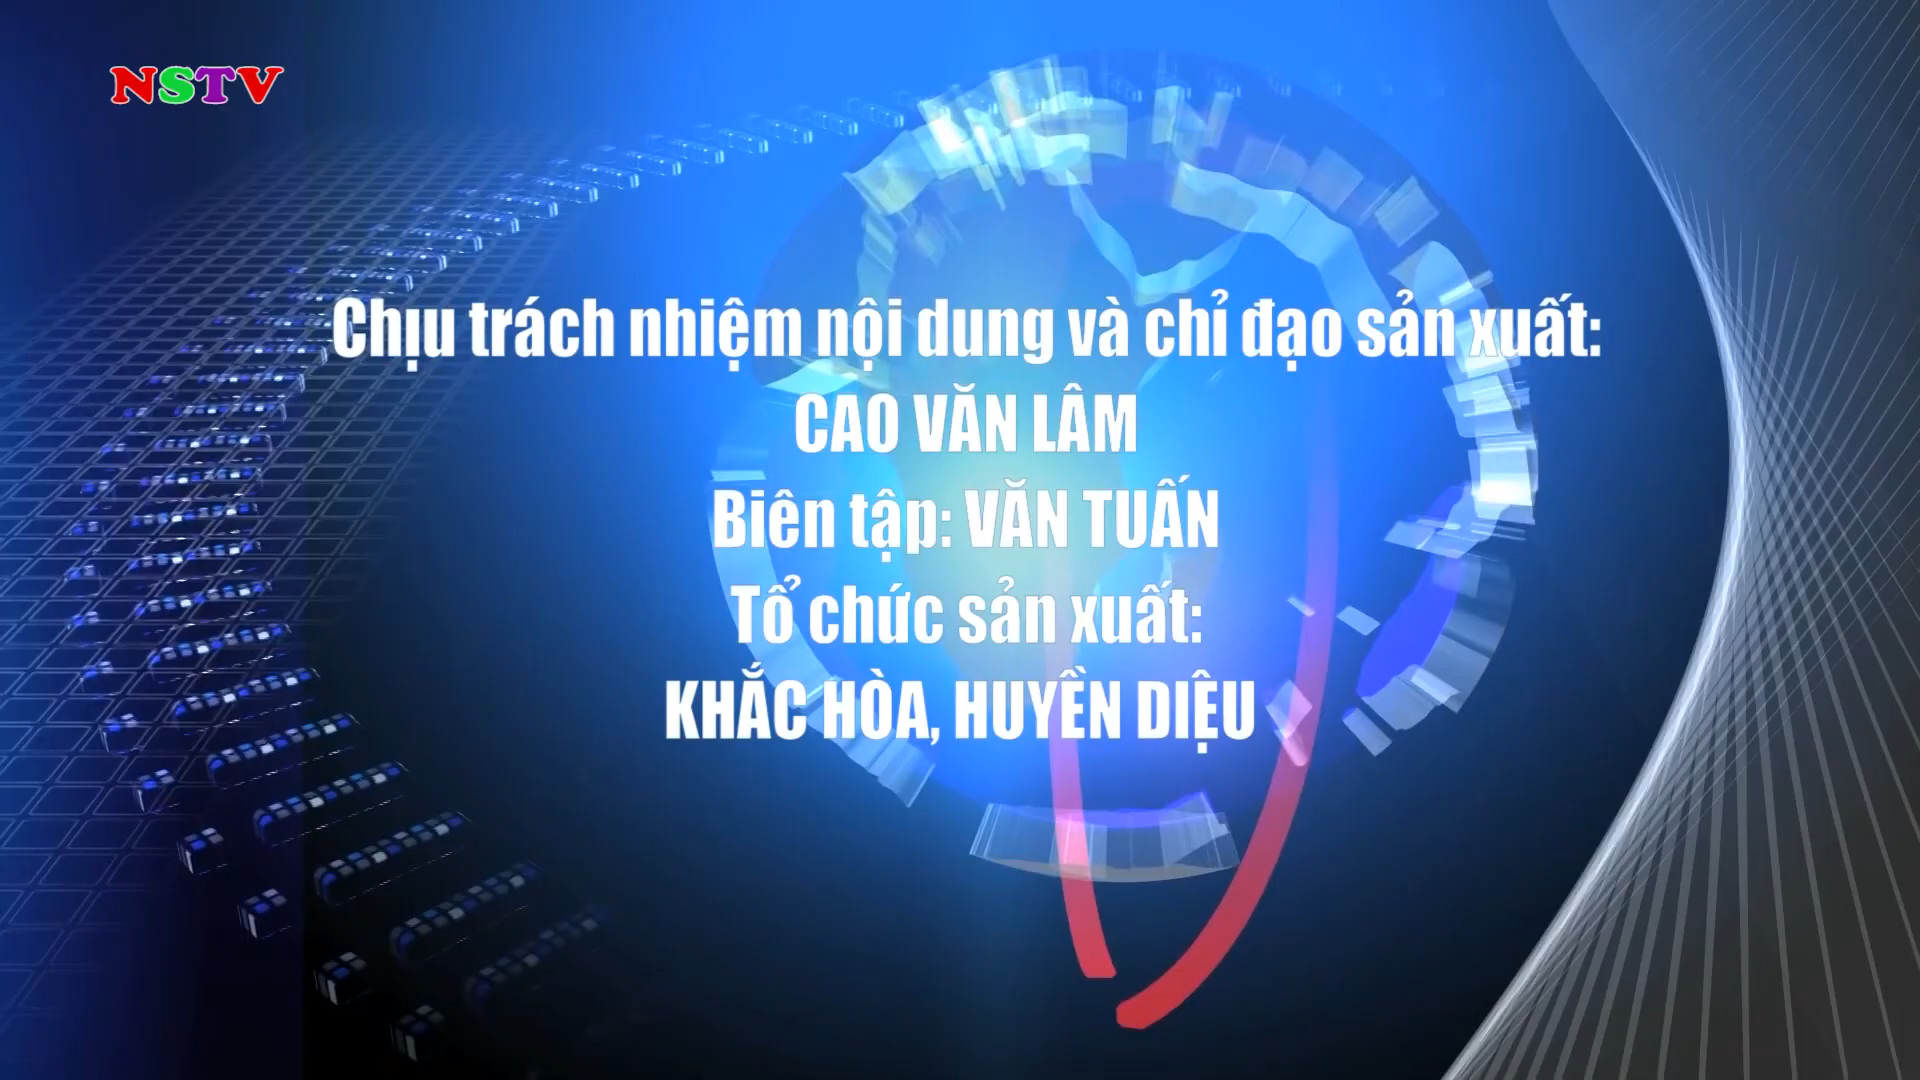 NSTV
Chịu trách nhiệm nội dung và chỉ đạo sản xuất:
CAO VĂN LÂM
Biên tập: VĂN TUẤN
Tổ chức sản xuất:
KHẮC HÒA, HUYỀN DIỆU